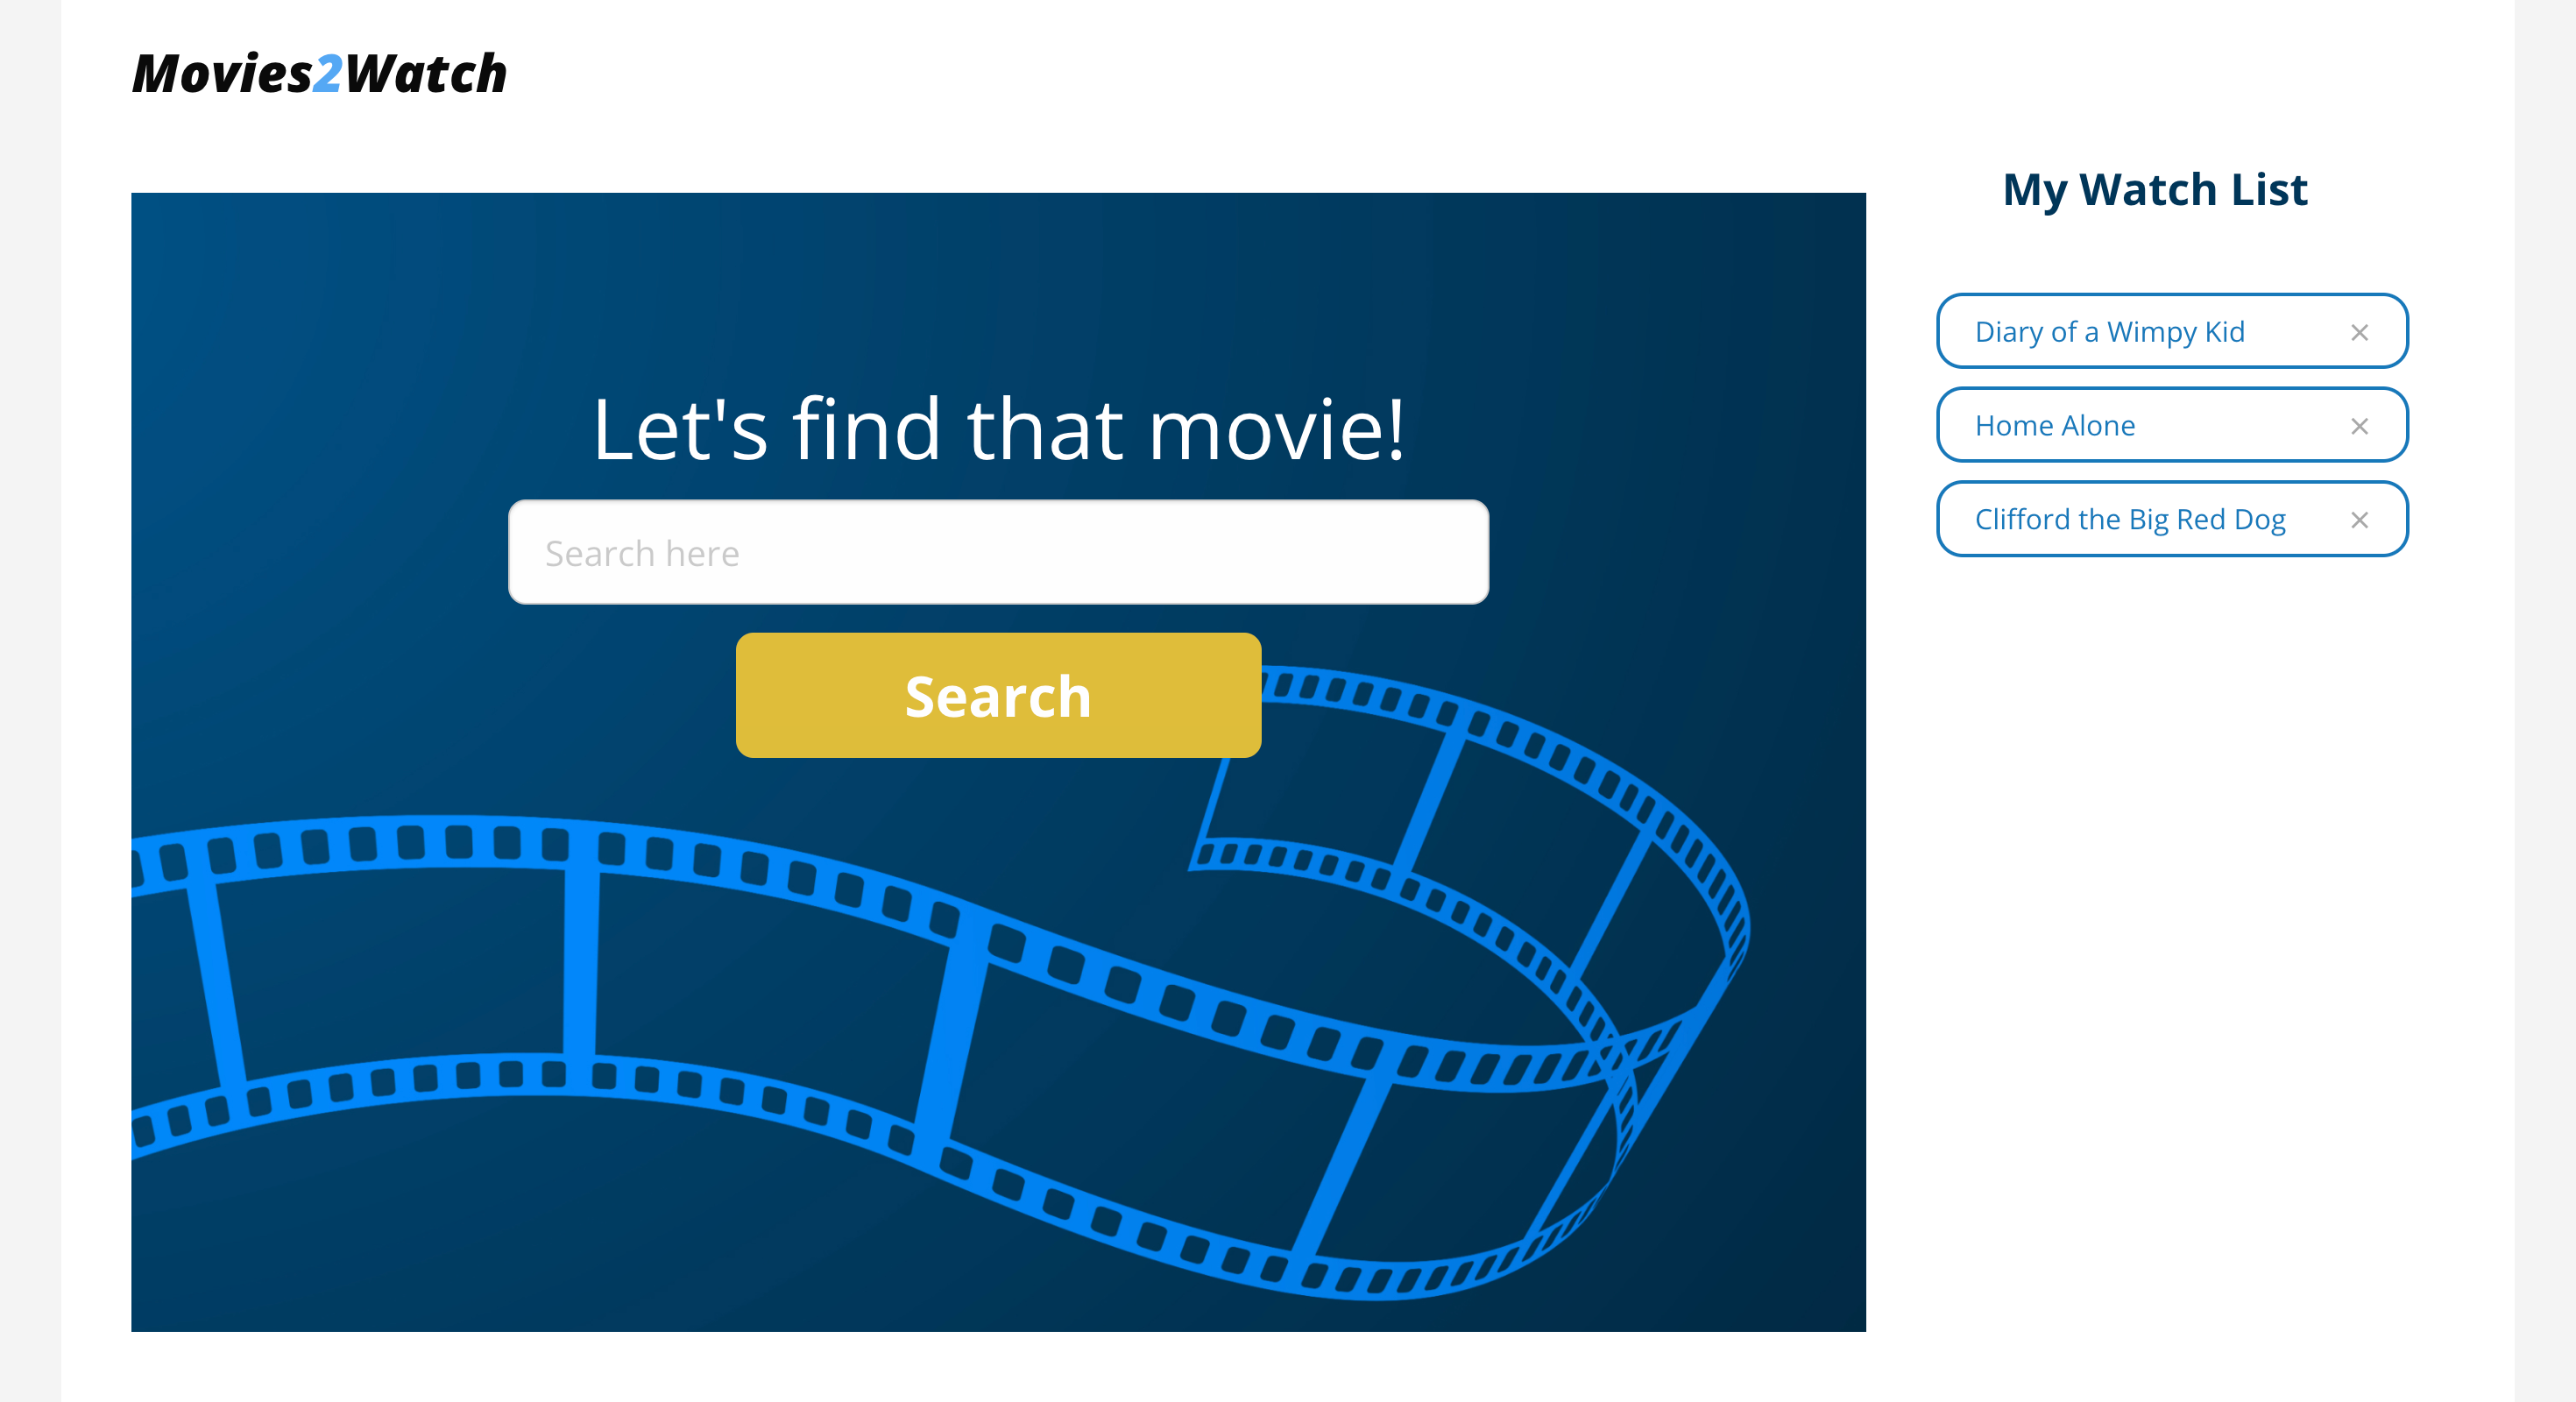 Movies2Watch
My Watch List
Let's find that movie!
Search here
Search
Diary of a Wimpy Kid ×
Home Alone ×
Clifford the Big Red Dog ×